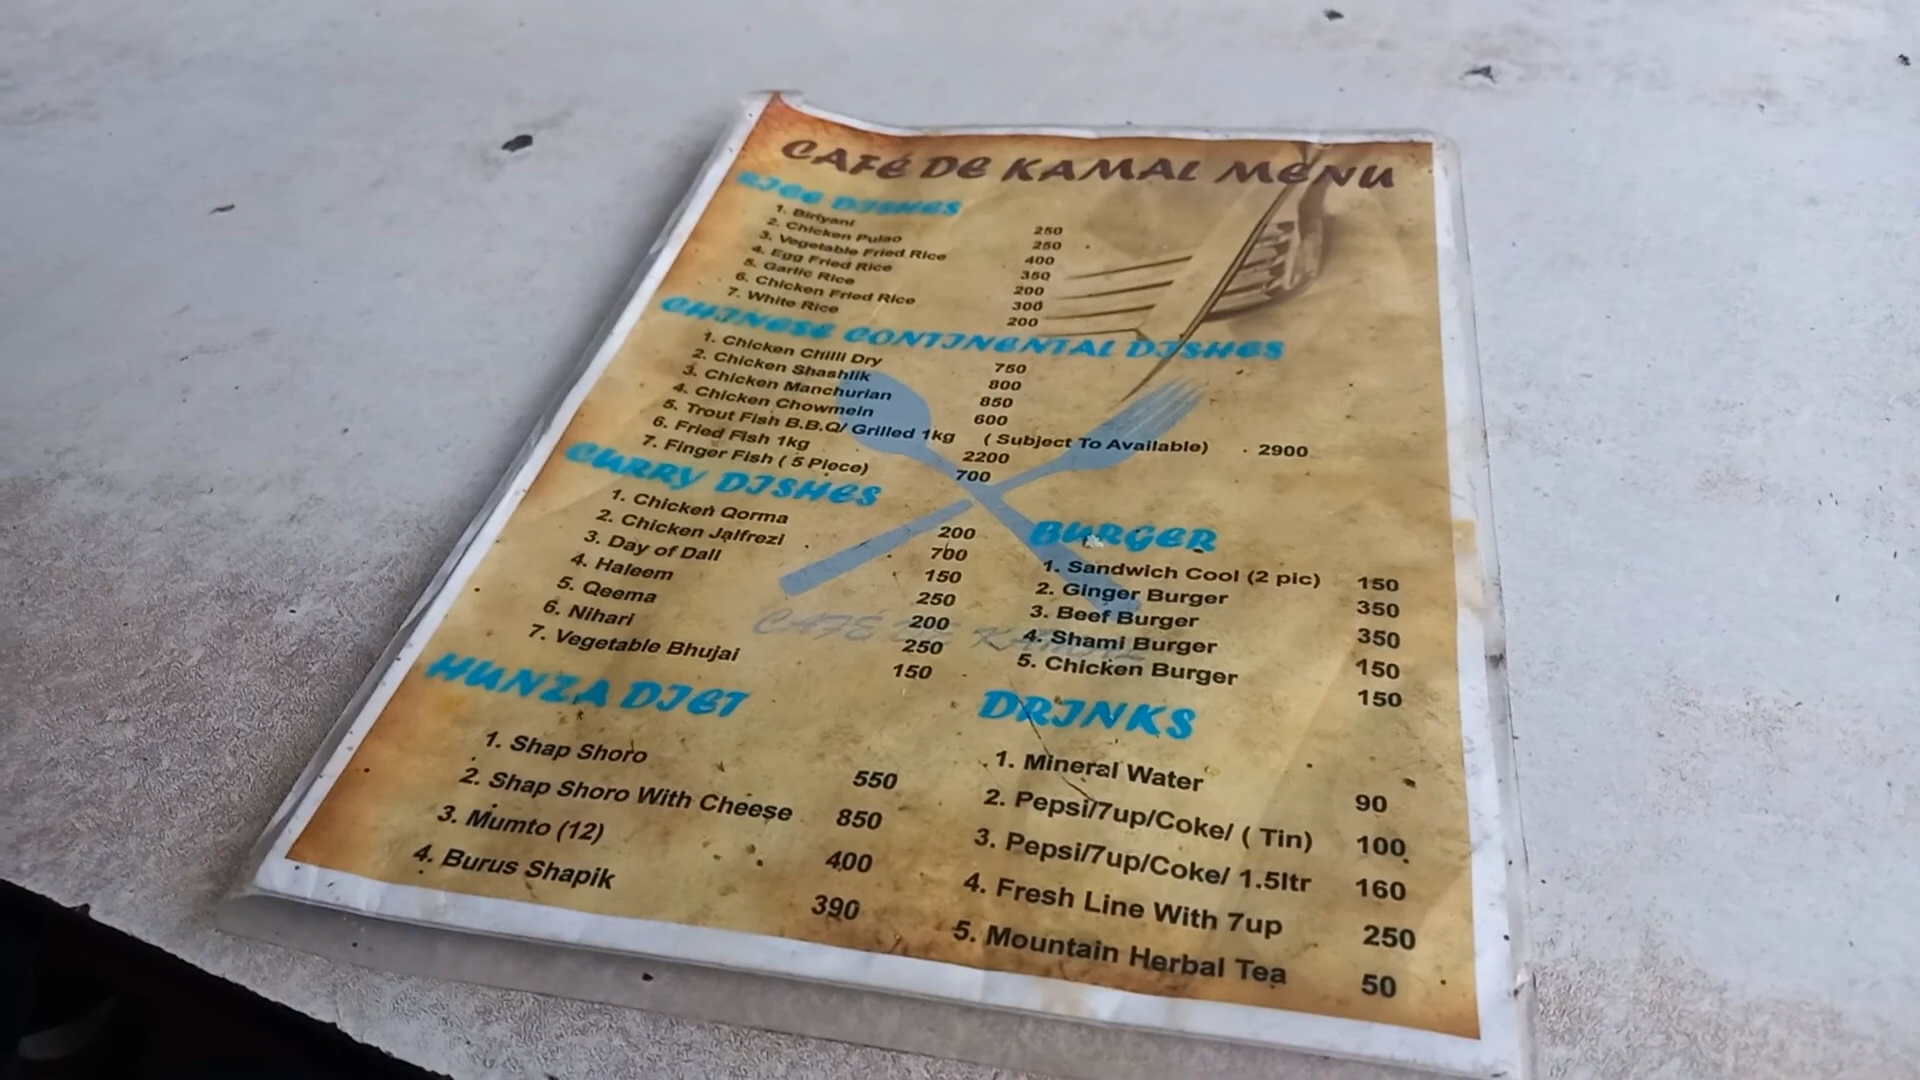 CAFÉ DE KAMAL MENU
RICE DISHES
1. Biriyani 250
2. Chicken Pulao 250
3. Vegetable Fried Rice 400
4. Egg Fried Rice 350
5. Garlic Rice 200
6. Chicken Fried Rice 300
7. White Rice 200
CHINESE CONTINENTAL DISHES
1. Chicken Chilli Dry 750
2. Chicken Shashlik 800
3. Chicken Manchurian 850
4. Chicken Chowmein 600
5. Trout Fish B.B.Q/ Grilled 1kg ( Subject To Available) 2900
6. Fried Fish 1kg 2200
7. Finger Fish ( 5 Piece) 700
CURRY DISHES
1. Chicken Qorma 200
2. Chicken Jalfrezi 700
3. Day of Dall 150
4. Haleem 250
5. Qeema 200
6. Nihari 250
7. Vegetable Bhujai 150
BURGER
1. Sandwich Cool (2 pic) 150
2. Ginger Burger 350
3. Beef Burger 350
4. Shami Burger 150
5. Chicken Burger 150
CAFÉ DE KAMAL
HUNZA DIET
1. Shap Shoro 550
2. Shap Shoro With Cheese 850
3. Mumto (12) 400
4. Burus Shapik 390
DRINKS
1. Mineral Water 90
2. Pepsi/7up/Coke/ ( Tin) 100
3. Pepsi/7up/Coke/ 1.5ltr 160
4. Fresh Line With 7up 250
5. Mountain Herbal Tea 50